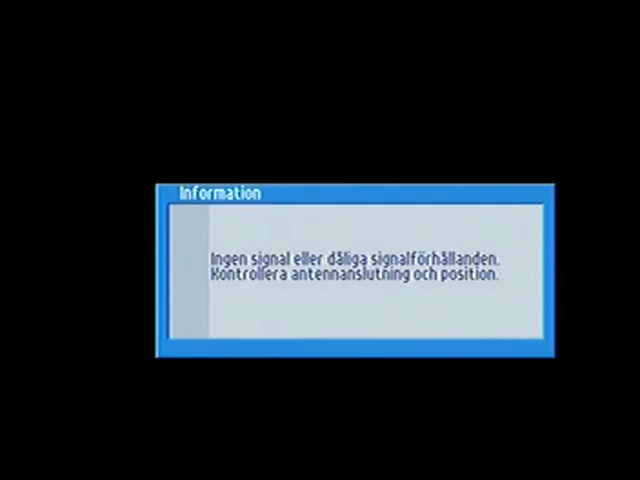 Information
Ingen signal eller dåliga signalförhållanden.
Kontrollera antennanslutning och position.